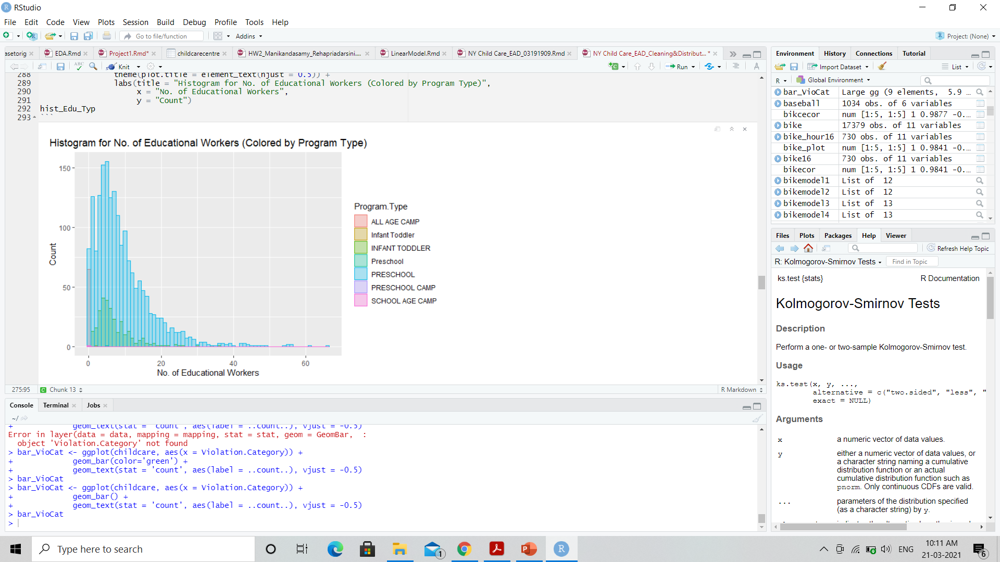 RStudio
File Edit Code View Plots Session Build Debug Profile Tools Help
Go to file/function Addins Project: (None)
asetorig EDA.Rmd Project1.Rmd* childcarecentre HW2_Manikandasamy_Rehapriadarsini.... LinearModel.Rmd NY Child Care_EAD_03191909.Rmd NY Child Care_EAD_Cleaning&Distribut...*
Knit Run
288 theme(plot.title = element_text(hjust = 0.5)) +
289 labs(title = "Histogram for No. of Educational Workers (Colored by Program Type)",
290 x = "No. of Educational Workers",
291 y = "Count")
292 hist_Edu_Typ
293 ```
Histogram for No. of Educational Workers (Colored by Program Type)
150
100
50
0
Count
0 20 40 60
No. of Educational Workers
Program.Type
ALL AGE CAMP
Infant Toddler
INFANT TODDLER
Preschool
PRESCHOOL
PRESCHOOL CAMP
SCHOOL AGE CAMP
275:95 C Chunk 13 R Markdown
Console Terminal Jobs
~/
+ geom_text(stat = 'count', aes(label = ..count..), vjust = -0.5)
Error in layer(data = data, mapping = mapping, stat = stat, geom = GeomBar, :
object 'Violation.Category' not found
> bar_VioCat <- ggplot(childcare, aes(x = Violation.Category)) +
+ geom_bar(color='green') +
+ geom_text(stat = 'count', aes(label = ..count..), vjust = -0.5)
> bar_VioCat
> bar_VioCat <- ggplot(childcare, aes(x = Violation.Category)) +
+ geom_bar() +
+ geom_text(stat = 'count', aes(label = ..count..), vjust = -0.5)
> bar_VioCat
>
Environment History Connections Tutorial
Import Dataset List
R Global Environment
bar_VioCat Large gg (9 elements, 5.9 …
baseball 1034 obs. of 6 variables
bikcecor num [1:5, 1:5] 1 0.9877 -0.…
bike 17379 obs. of 11 variables
bike_hour16 730 obs. of 11 variables
bike_plot num [1:5, 1:5] 1 0.9841 -0.…
bike16 730 obs. of 11 variables
bikecor num [1:5, 1:5] 1 0.9841 -0.…
bikemodel1 List of 12
bikemodel2 List of 12
bikemodel3 List of 13
bikemodel4 List of 13
Files Plots Packages Help Viewer
Refresh Help Topic
R: Kolmogorov-Smirnov Tests Find in Topic
ks.test {stats} R Documentation
Kolmogorov-Smirnov Tests
Description
Perform a one- or two-sample Kolmogorov-Smirnov test.
Usage
ks.test(x, y, ...,
alternative = c("two.sided", "less", "
exact = NULL)
Arguments
x a numeric vector of data values.
y either a numeric vector of data values, or
a character string naming a cumulative
distribution function or an actual
cumulative distribution function such as
pnorm. Only continuous CDFs are valid.
... parameters of the distribution specified
(as a character string) by y.
Type here to search
1
ENG
10:11 AM
21-03-2021
6